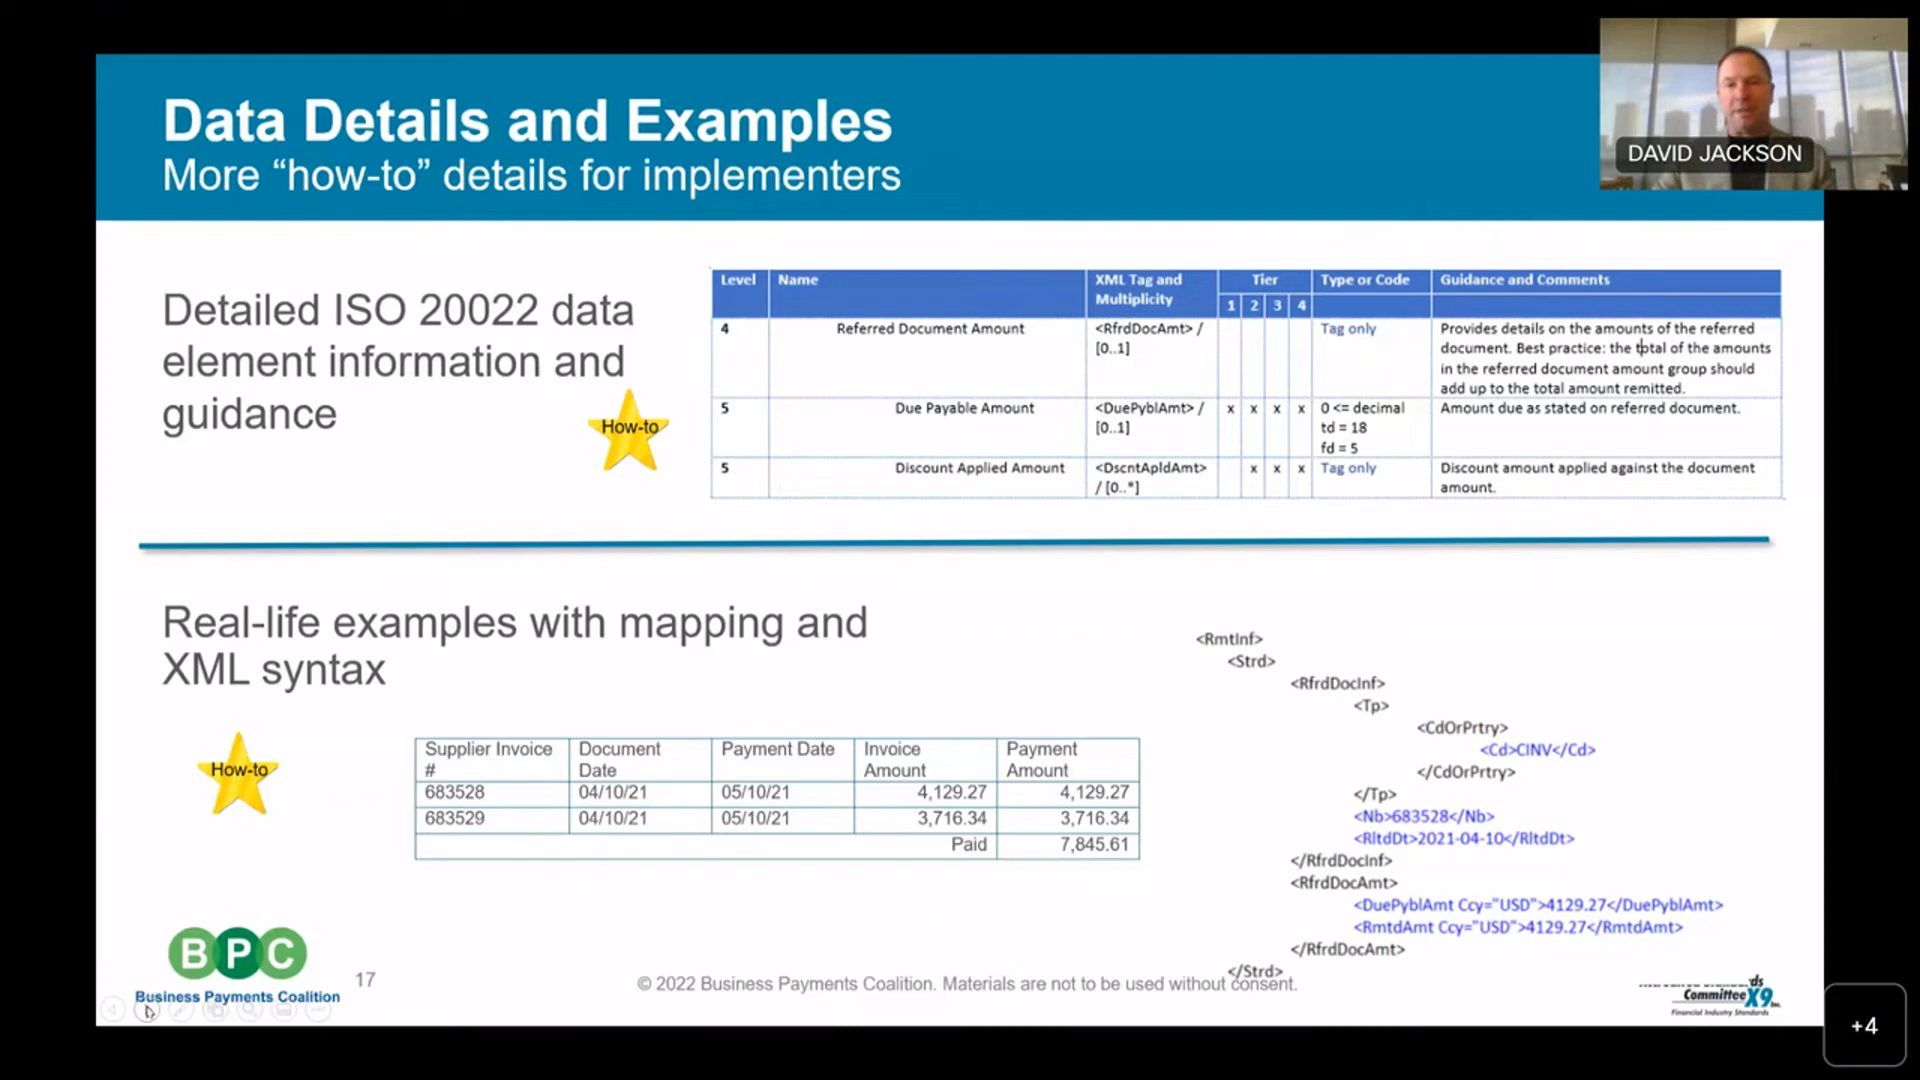 Data Details and Examples
More “how-to” details for implementers
DAVID JACKSON
Detailed ISO 20022 data
element information and
guidance
How-to
Level Name XML Tag and Multiplicity Tier Type or Code Guidance and Comments
1 2 3 4
4 Referred Document Amount <RfrdDocAmt> / [0..1] Tag only Provides details on the amounts of the referred
document. Best practice: the total of the amounts
in the referred document amount group should
add up to the total amount remitted.
5 Due Payable Amount <DuePyblAmt> / [0..1] x x x x 0 <= decimal td = 18 fd = 5 Amount due as stated on referred document.
5 Discount Applied Amount <DscntApldAmt> / [0..*] x x x Tag only Discount amount applied against the document
amount.
Real-life examples with mapping and
XML syntax
How-to
Supplier Invoice # Document Date Payment Date Invoice Amount Payment Amount
683528 04/10/21 05/10/21 4,129.27 4,129.27
683529 04/10/21 05/10/21 3,716.34 3,716.34
Paid 7,845.61
<RmtInf>
<Strd>
<RfrdDocInf>
<Tp>
<CdOrPrtry>
<Cd>CINV</Cd>
</CdOrPrtry>
</Tp>
<Nb>683528</Nb>
<RltdDt>2021-04-10</RltdDt>
</RfrdDocInf>
<RfrdDocAmt>
<DuePyblAmt Ccy="USD">4129.27</DuePyblAmt>
<RmtdAmt Ccy="USD">4129.27</RmtdAmt>
</RfrdDocAmt>
</Strd>
BPC
Business Payments Coalition
17
© 2022 Business Payments Coalition. Materials are not to be used without consent.
Committee X9 Inc.
Financial Industry Standards
+4